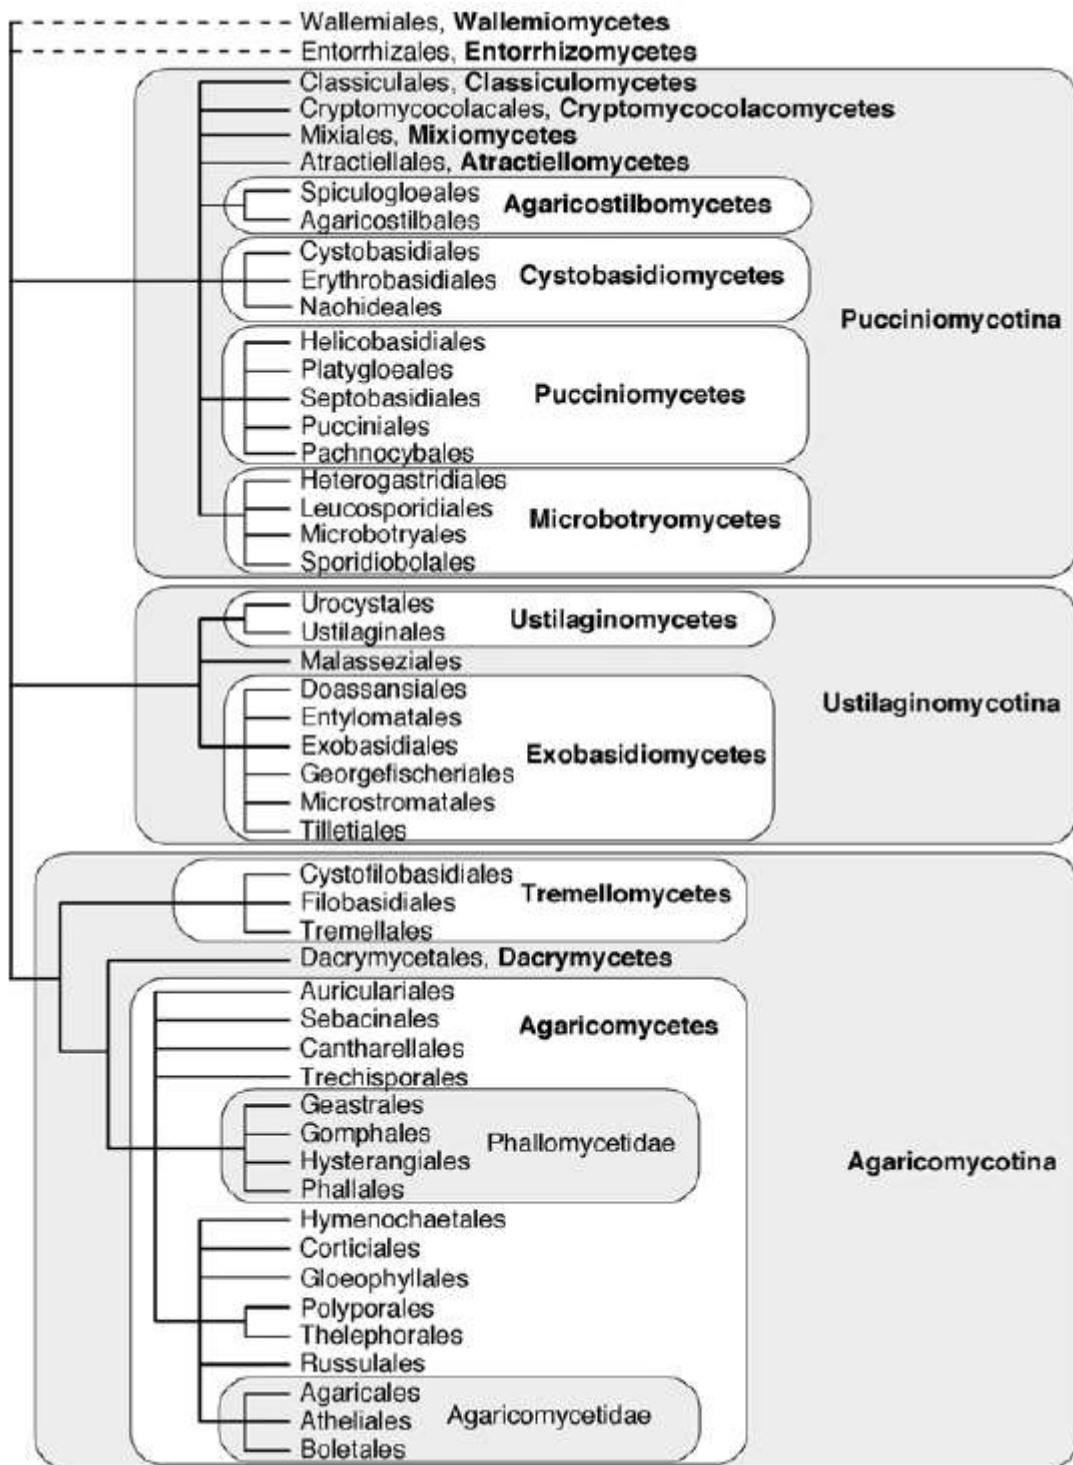 Wallemiales, Wallemiomycetes
Entorrhizales, Entorrhizomycetes
Classiculales, Classiculomycetes
Cryptomycocolacales, Cryptomycocolacomycetes
Mixiales, Mixiomycetes
Atractiellales, Atractiellomycetes
Spiculogloeales
Agaricostilbales
Agaricostilbomycetes
Cystobasidiales
Erythrobasidiales
Naohideales
Cystobasidiomycetes
Pucciniomycotina
Helicobasidiales
Platygloeales
Septobasidiales
Pucciniales
Pachnocybales
Pucciniomycetes
Heterogastridiales
Leucosporidiales
Microbotryales
Sporidiobolales
Microbotryomycetes
Urocystales
Ustilaginales
Ustilaginomycetes
Malasseziales
Ustilaginomycotina
Doassansiales
Entylomatales
Exobasidiales
Georgefischeriales
Microstromatales
Tilletiales
Exobasidiomycetes
Cystofilobasidiales
Filobasidiales
Tremellales
Tremellomycetes
Dacrymycetales, Dacrymycetes
Auriculariales
Sebacinales
Cantharellales
Trechisporales
Agaricomycetes
Geastrales
Gomphales
Hysterangiales
Phallales
Phallomycetidae
Agaricomycotina
Hymenochaetales
Corticiales
Gloeophyllales
Polyporales
Thelephorales
Russulales
Agaricales
Atheliales
Boletales
Agaricomycetidae